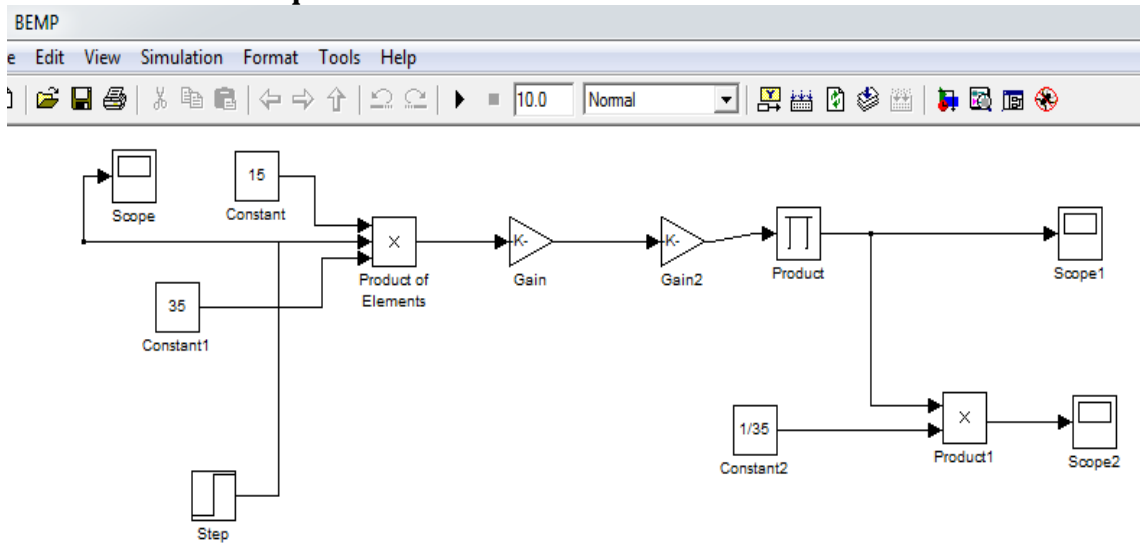 BEMP
e Edit View Simulation Format Tools Help
10.0 Normal
15
Scope
Constant
X
K-
K-
Product of
Elements
Gain
Gain2
Product
Scope1
35
Constant1
1/35
X
Constant2
Product1
Scope2
Step